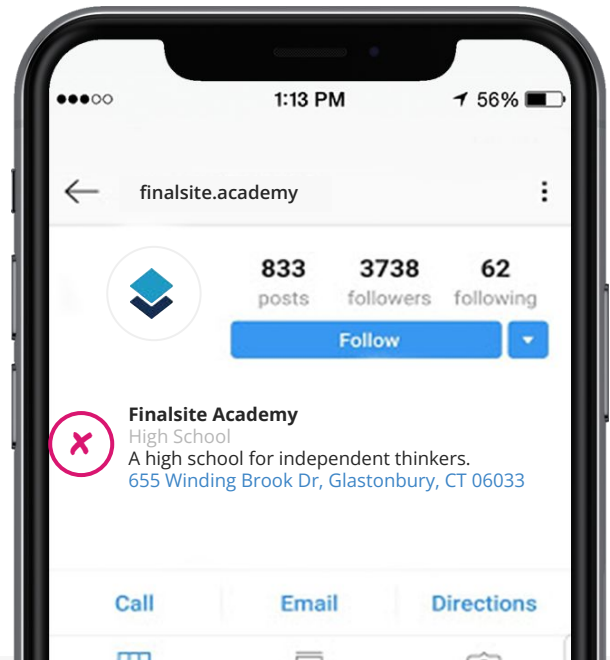 1:13 PM 56%
finalsite.academy
833 3738 62
posts followers following
Follow
Finalsite Academy
High School
A high school for independent thinkers.
655 Winding Brook Dr, Glastonbury, CT 06033
Call Email Directions